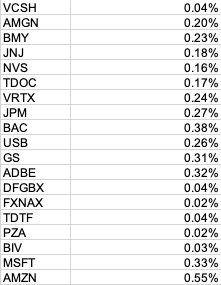 VCSH 0.04%
AMGN 0.20%
BMY 0.23%
JNJ 0.18%
NVS 0.16%
TDOC 0.17%
VRTX 0.24%
JPM 0.27%
BAC 0.38%
USB 0.26%
GS 0.31%
ADBE 0.32%
DFGBX 0.04%
FXNAX 0.02%
TDTF 0.04%
PZA 0.02%
BIV 0.03%
MSFT 0.33%
AMZN 0.55%